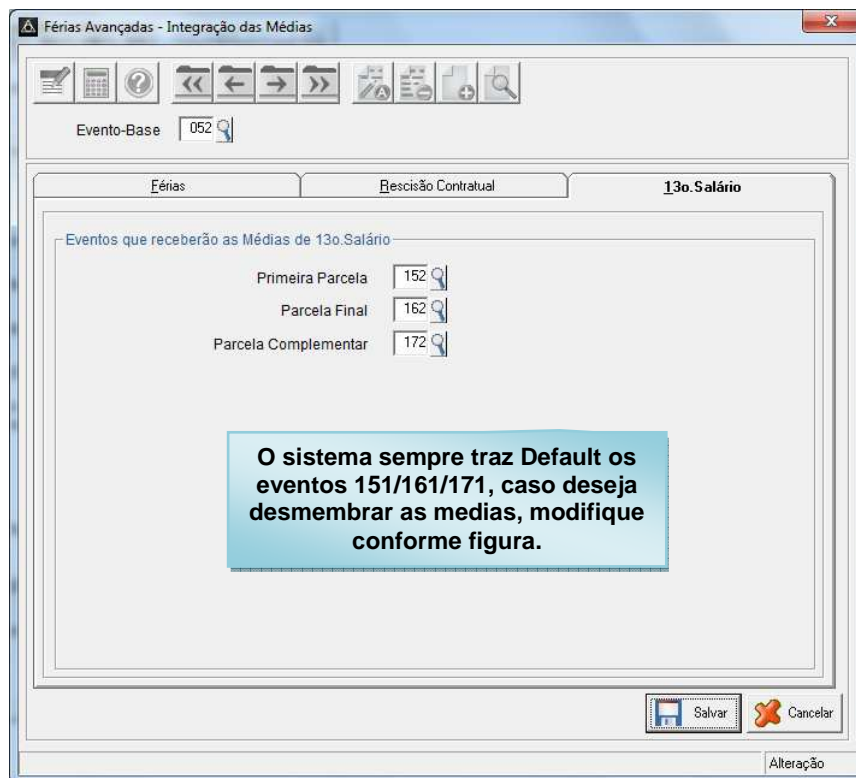 Férias Avançadas - Integração das Médias
Evento-Base 052
Férias Rescisão Contratual 13o.Salário
Eventos que receberão as Médias de 13o.Salário
Primeira Parcela 152
Parcela Final 162
Parcela Complementar 172
O sistema sempre traz Default os
eventos 151/161/171, caso deseja
desmembrar as medias, modifique
conforme figura.
Salvar Cancelar
Alteração